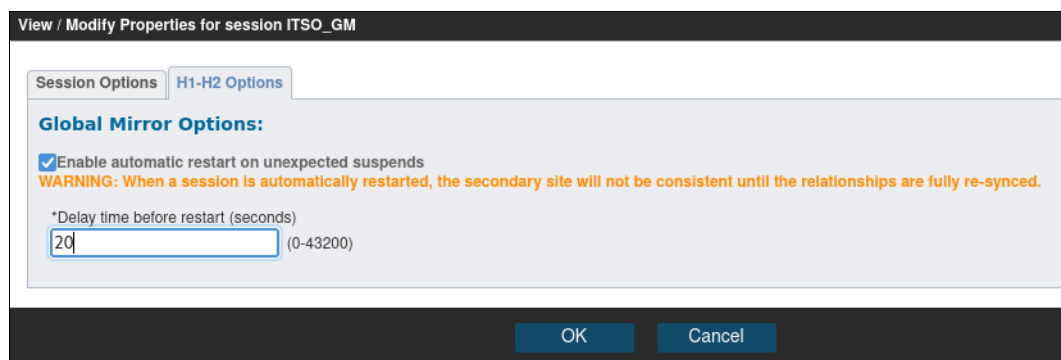 View / Modify Properties for session ITSO_GM
Session Options H1-H2 Options
Global Mirror Options:
Enable automatic restart on unexpected suspends
WARNING: When a session is automatically restarted, the secondary site will not be consistent until the relationships are fully re-synced.
*Delay time before restart (seconds)
20 (0-43200)
OK Cancel